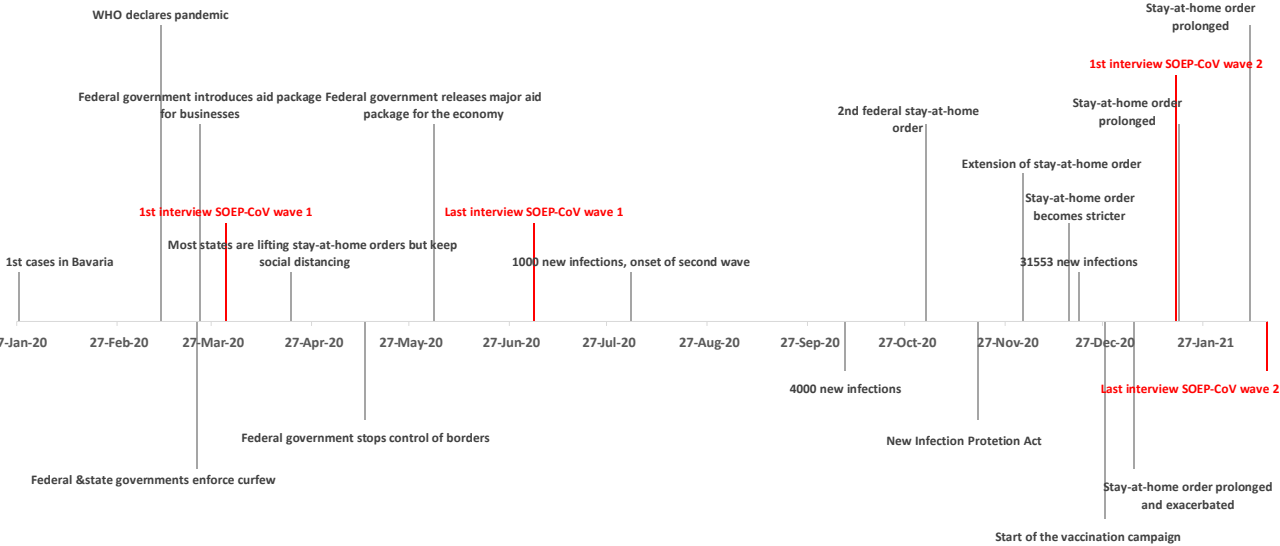 Stay-at-home order
prolonged
WHO declares pandemic
1st interview SOEP-CoV wave 2
Federal government introduces aid package
for businesses
Federal government releases major aid
package for the economy
2nd federal stay-at-home
order
Stay-at-home order
prolonged
Extension of stay-at-home order
Stay-at-home order
becomes stricter
1st interview SOEP-CoV wave 1
Last interview SOEP-CoV wave 1
Most states are lifting stay-at-home orders but keep
social distancing
1st cases in Bavaria
1000 new infections, onset of second wave
31553 new infections
7-Jan-20
27-Feb-20
27-Mar-20
27-Apr-20
27-May-20
27-Jun-20
27-Jul-20
27-Aug-20
27-Sep-20
27-Oct-20
27-Nov-20
27-Dec-20
27-Jan-21
4000 new infections
Last interview SOEP-CoV wave 2
Federal government stops control of borders
New Infection Protetion Act
Federal &state governments enforce curfew
Stay-at-home order prolonged
and exacerbated
Start of the vaccination campaign